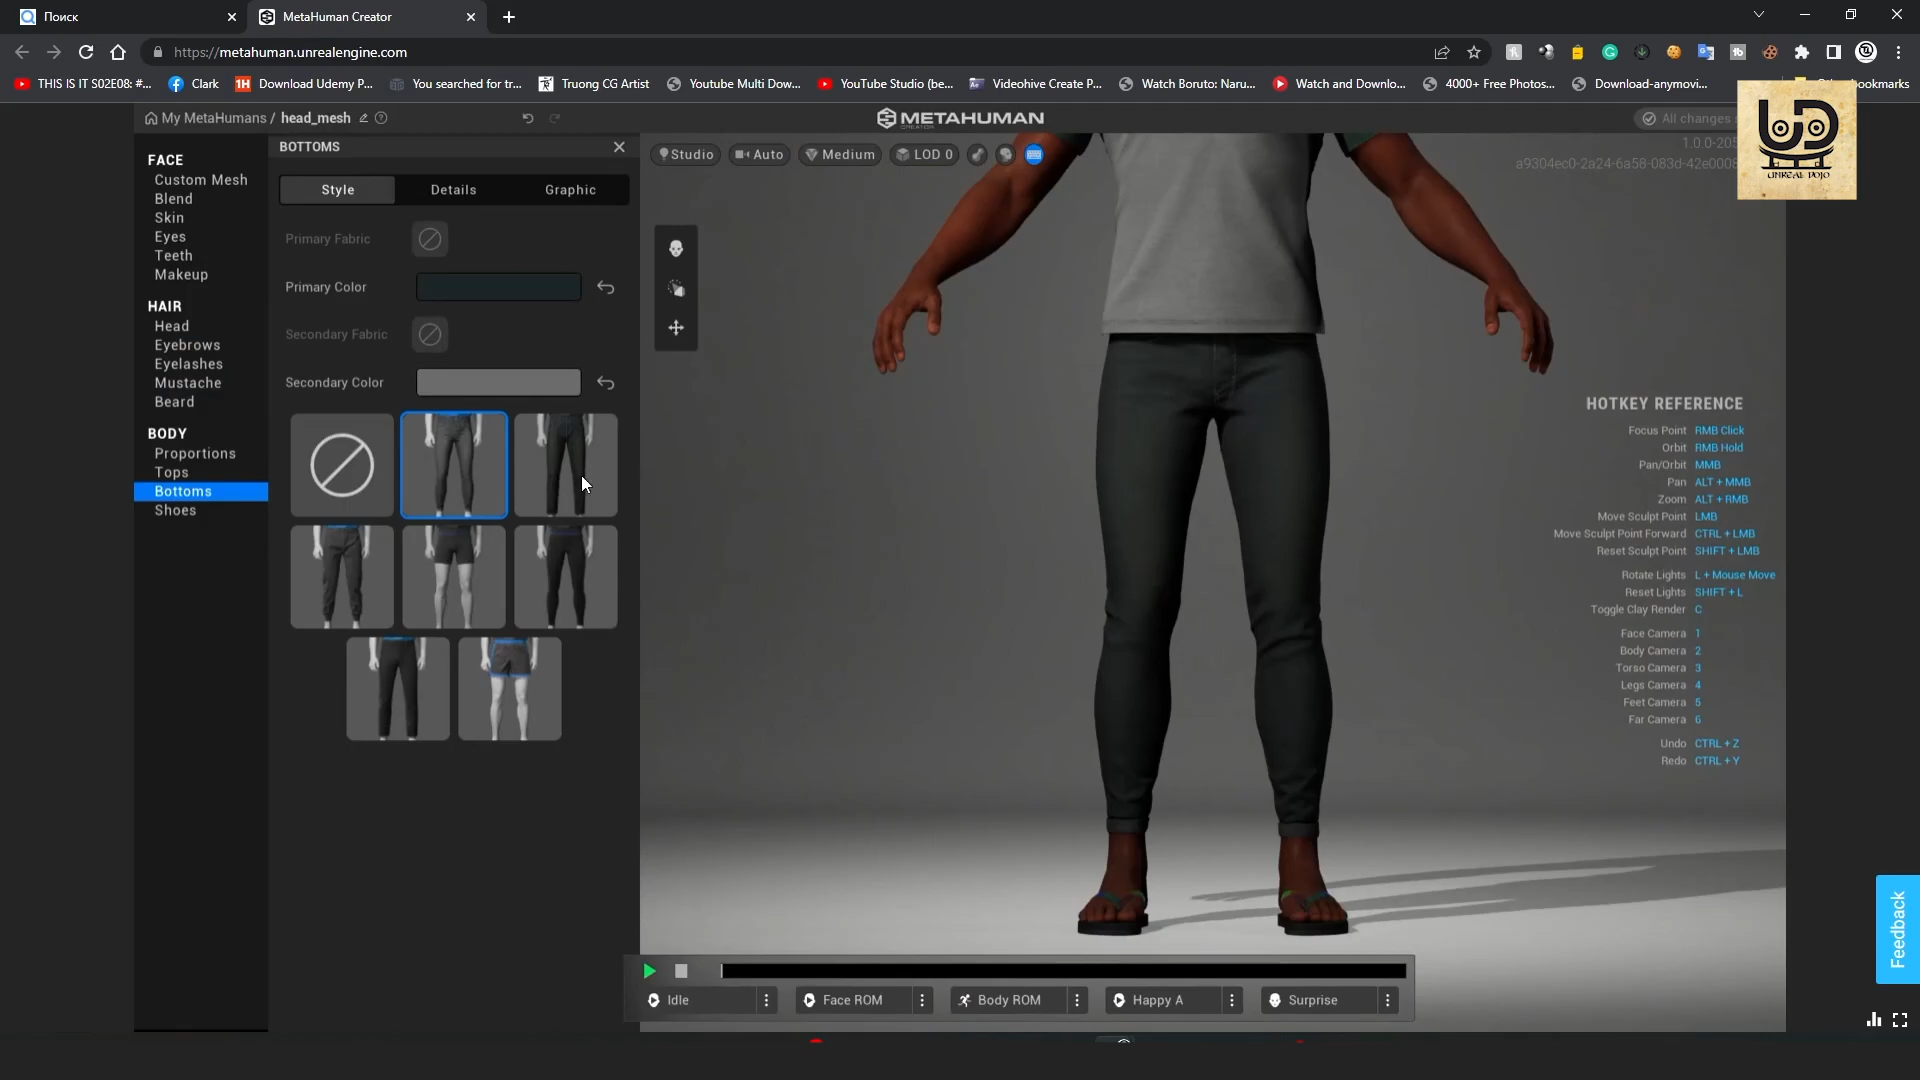 Поиск
MetaHuman Creator
https://metahuman.unrealengine.com
THIS IS IT S02E08: #...
Clark
Download Udemy P...
You searched for tr...
Truong CG Artist
Youtube Multi Dow...
YouTube Studio (be...
Videohive Create P...
Watch Boruto: Naru...
Watch and Downlo...
4000+ Free Photos...
Download-anymovi...
bookmarks
My MetaHumans / head_mesh
METAHUMAN
CREATOR
All changes
1.0.0-205
a9304ec0-2a24-6a58-083d-42e0008
UNREAL DOJO
FACE
Custom Mesh
Blend
Skin
Eyes
Teeth
Makeup
HAIR
Head
Eyebrows
Eyelashes
Mustache
Beard
BODY
Proportions
Tops
Bottoms
Shoes
BOTTOMS
Style
Details
Graphic
Primary Fabric
Primary Color
Secondary Fabric
Secondary Color
Studio
Auto
Medium
LOD 0
HOTKEY REFERENCE
Focus Point RMB Click
Orbit RMB Hold
Pan/Orbit MMB
Pan ALT + MMB
Zoom ALT + RMB
Move Sculpt Point LMB
Move Sculpt Point Forward CTRL + LMB
Reset Sculpt Point SHIFT + LMB
Rotate Lights L + Mouse Move
Reset Lights SHIFT + L
Toggle Clay Render C
Face Camera 1
Body Camera 2
Torso Camera 3
Legs Camera 4
Feet Camera 5
Far Camera 6
Undo CTRL + Z
Redo CTRL + Y
Feedback
Idle
Face ROM
Body ROM
Happy A
Surprise